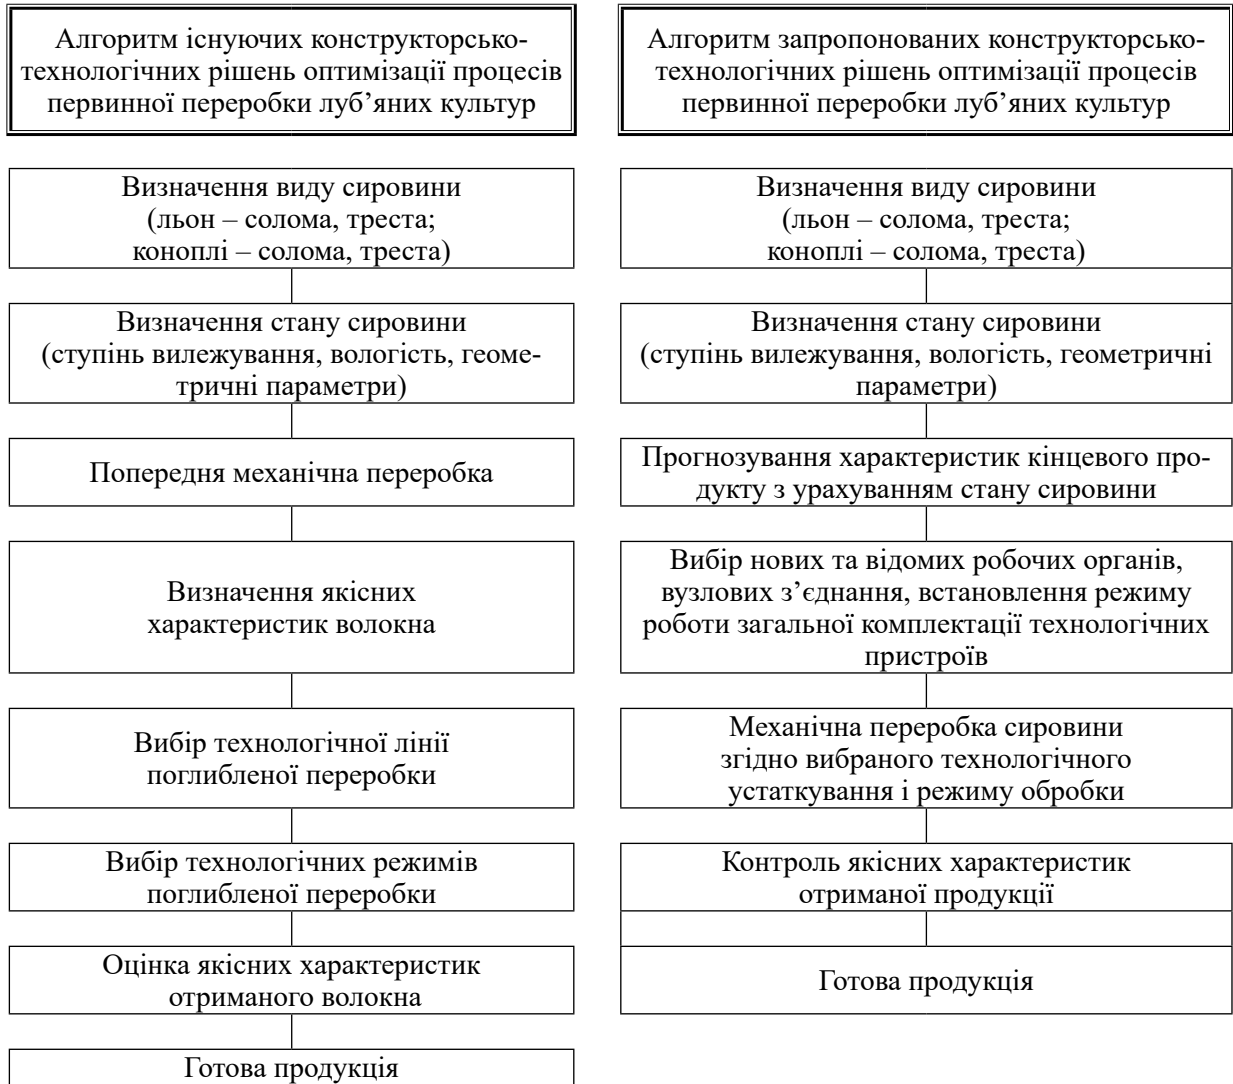 Алгоритм існуючих конструкторсько-
технологічних рішень оптимізації процесів
первинної переробки луб’яних культур
Визначення виду сировини
(льон – солома, треста;
коноплі – солома, треста)
Визначення стану сировини
(ступінь вилежування, вологість, геоме-
тричні параметри)
Попередня механічна переробка
Визначення якісних
характеристик волокна
Вибір технологічної лінії
поглибленої переробки
Вибір технологічних режимів
поглибленої переробки
Оцінка якісних характеристик
отриманого волокна
Готова продукція
Алгоритм запропонованих конструкторсько-
технологічних рішень оптимізації процесів
первинної переробки луб’яних культур
Визначення виду сировини
(льон – солома, треста;
коноплі – солома, треста)
Визначення стану сировини
(ступінь вилежування, вологість, геометричні
параметри)
Прогнозування характеристик кінцевого про-
дукту з урахуванням стану сировини
Вибір нових та відомих робочих органів,
вузлових з’єднання, встановлення режиму
роботи загальної комплектації технологічних
пристроїв
Механічна переробка сировини
згідно вибраного технологічного
устаткування і режиму обробки
Контроль якісних характеристик
отриманої продукції
Готова продукція